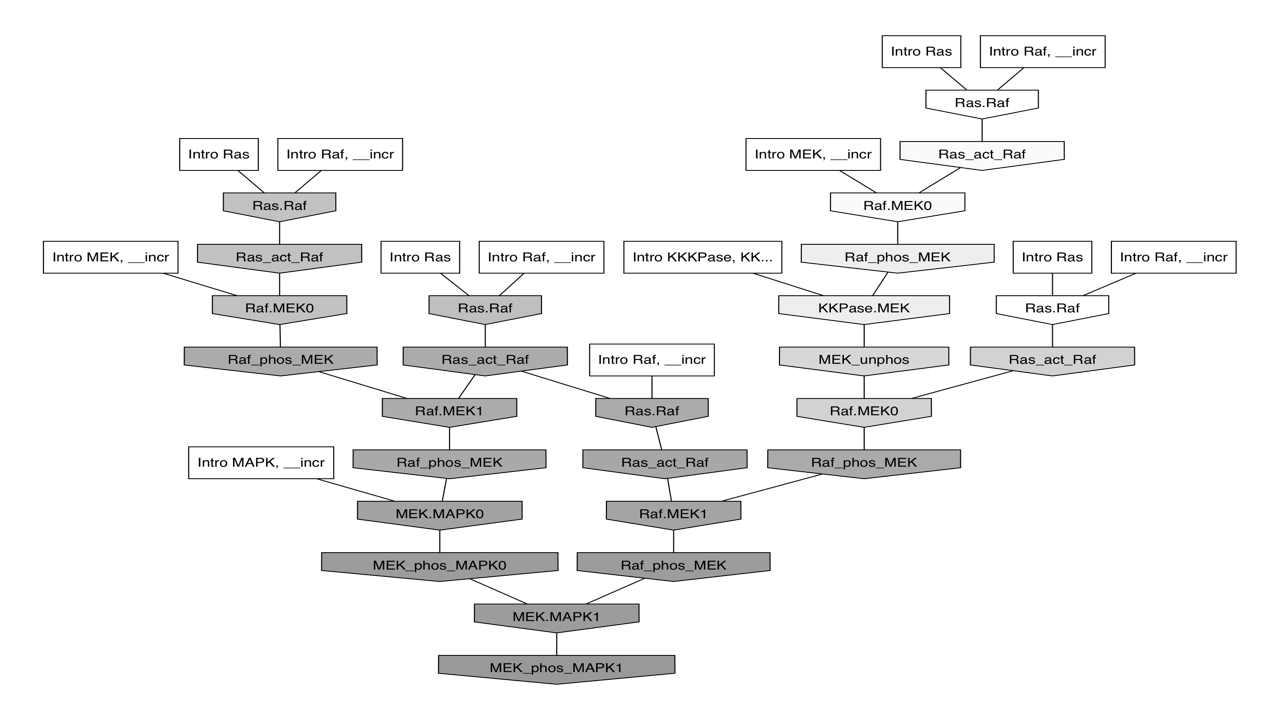 Intro Ras
Intro Raf, __incr
Ras.Raf
Intro Ras
Intro Raf, __incr
Intro MEK, __incr
Ras_act_Raf
Ras.Raf
Raf.MEK0
Intro MEK, __incr
Ras_act_Raf
Intro Ras
Intro Raf, __incr
Intro KKKPase, KK...
Raf_phos_MEK
Intro Ras
Intro Raf, __incr
Raf.MEK0
Ras.Raf
KKPase.MEK
Ras.Raf
Raf_phos_MEK
Ras_act_Raf
Intro Raf, __incr
MEK_unphos
Ras_act_Raf
Raf.MEK1
Ras.Raf
Raf.MEK0
Intro MAPK, __incr
Raf_phos_MEK
Ras_act_Raf
Raf_phos_MEK
MEK.MAPK0
Raf.MEK1
MEK_phos_MAPK0
Raf_phos_MEK
MEK.MAPK1
MEK_phos_MAPK1